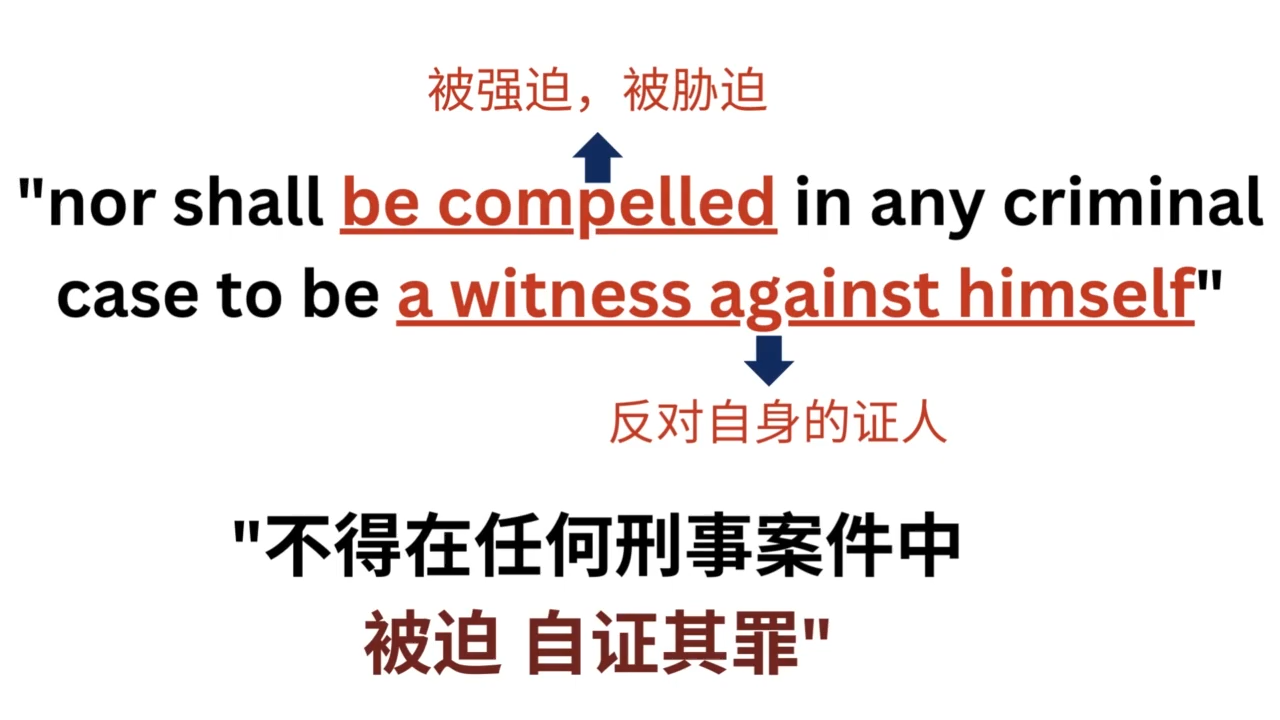 被强迫，被胁迫
"nor shall be compelled in any criminal
case to be a witness against himself"
反对自身的证人
"不得在任何刑事案件中
被迫 自证其罪"